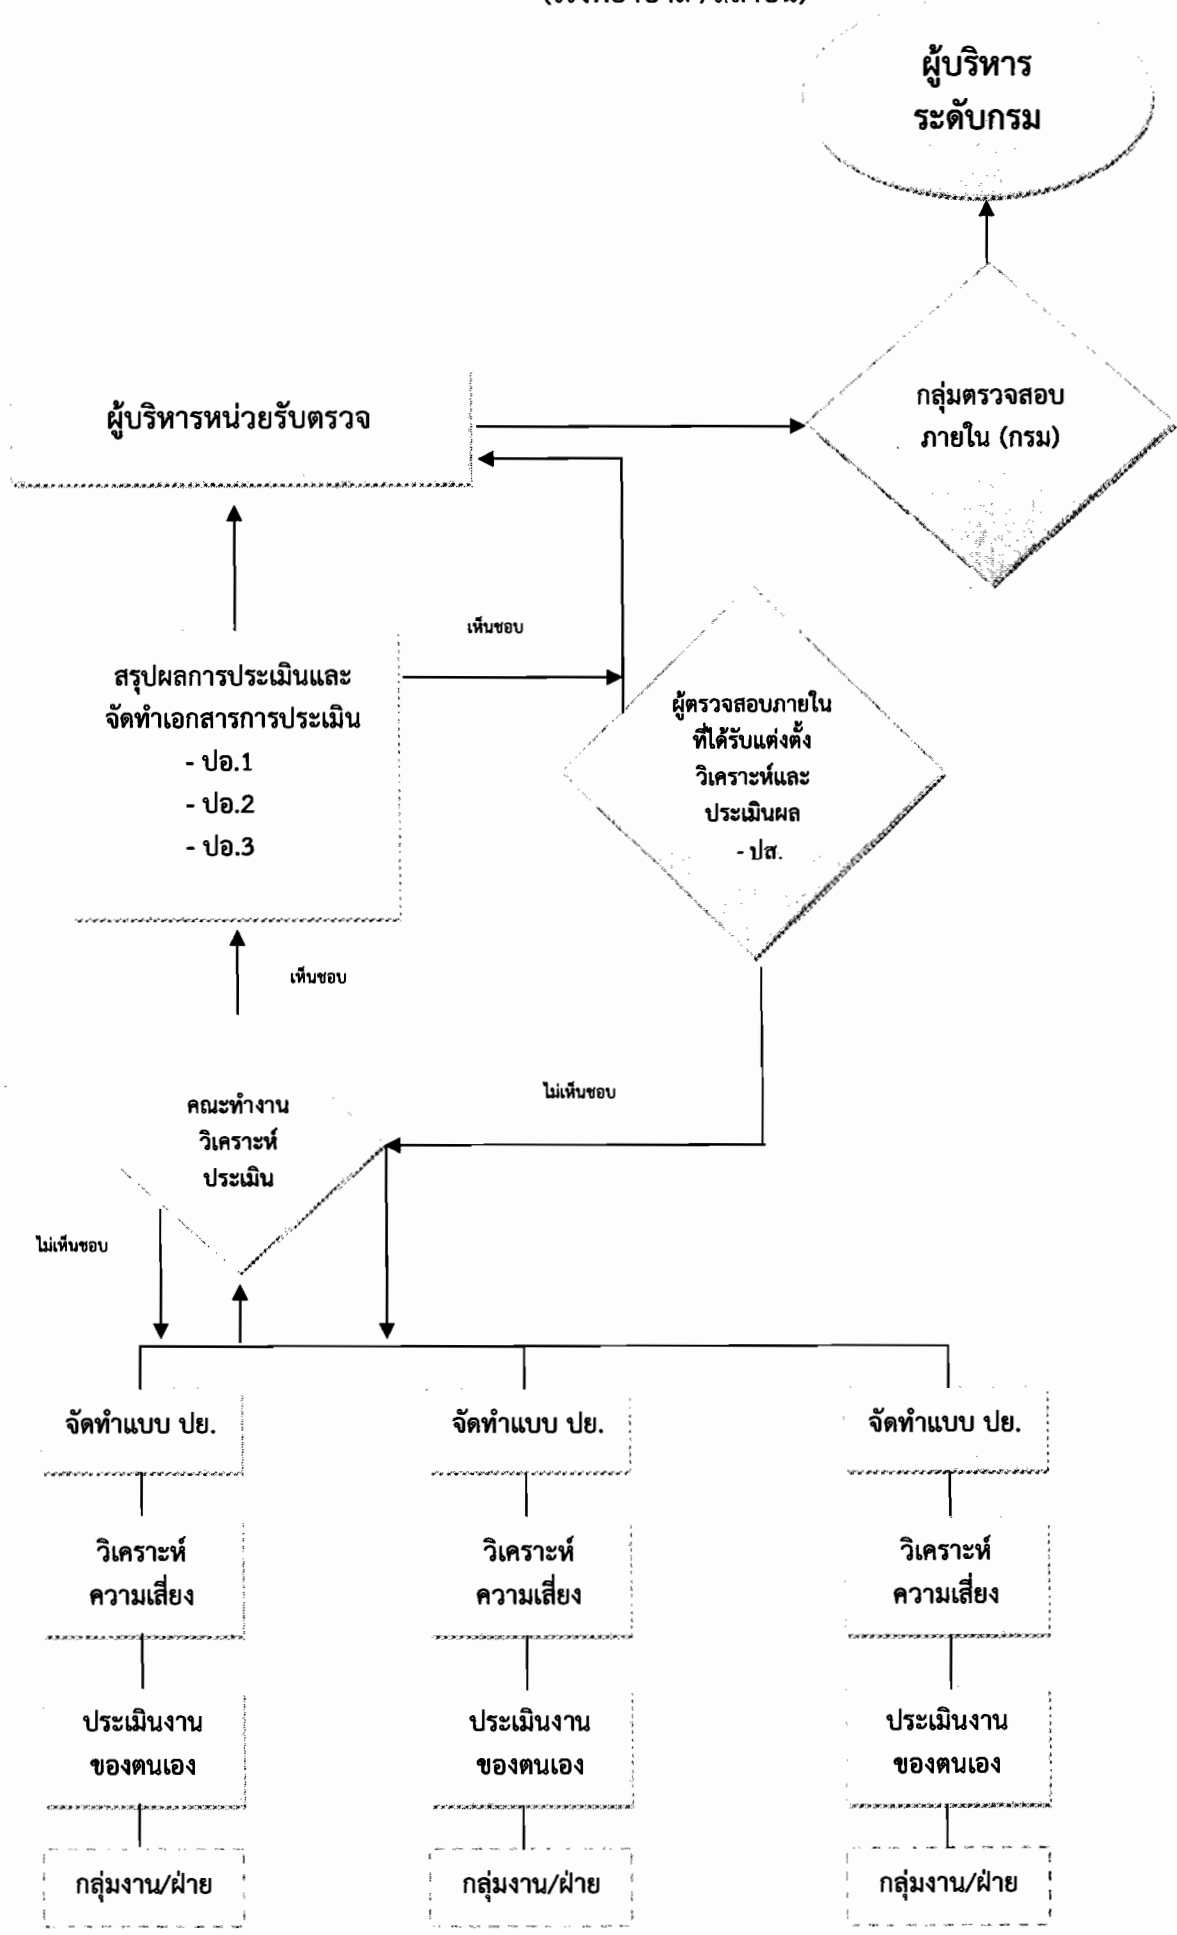 ผู้บริหาร
ระดับกรม
กลุ่มตรวจสอบ
ภายใน (กรม)
ผู้บริหารหน่วยรับตรวจ
เห็นชอบ
สรุปผลการประเมินและ
จัดทำเอกสารการประเมิน
- ปอ.1
- ปอ.2
- ปอ.3
ผู้ตรวจสอบภายใน
ที่ได้รับแต่งตั้ง
วิเคราะห์และ
ประเมินผล
- ปส.
เห็นชอบ
คณะทำงาน
วิเคราะห์
ประเมิน
ไม่เห็นชอบ
ไม่เห็นชอบ
จัดทำแบบ ปย. จัดทำแบบ ปย. จัดทำแบบ ปย.
วิเคราะห์ วิเคราะห์ วิเคราะห์
ความเสี่ยง ความเสี่ยง ความเสี่ยง
ประเมินงาน ประเมินงาน ประเมินงาน
ของตนเอง ของตนเอง ของตนเอง
กลุ่มงาน/ฝ่าย กลุ่มงาน/ฝ่าย กลุ่มงาน/ฝ่าย